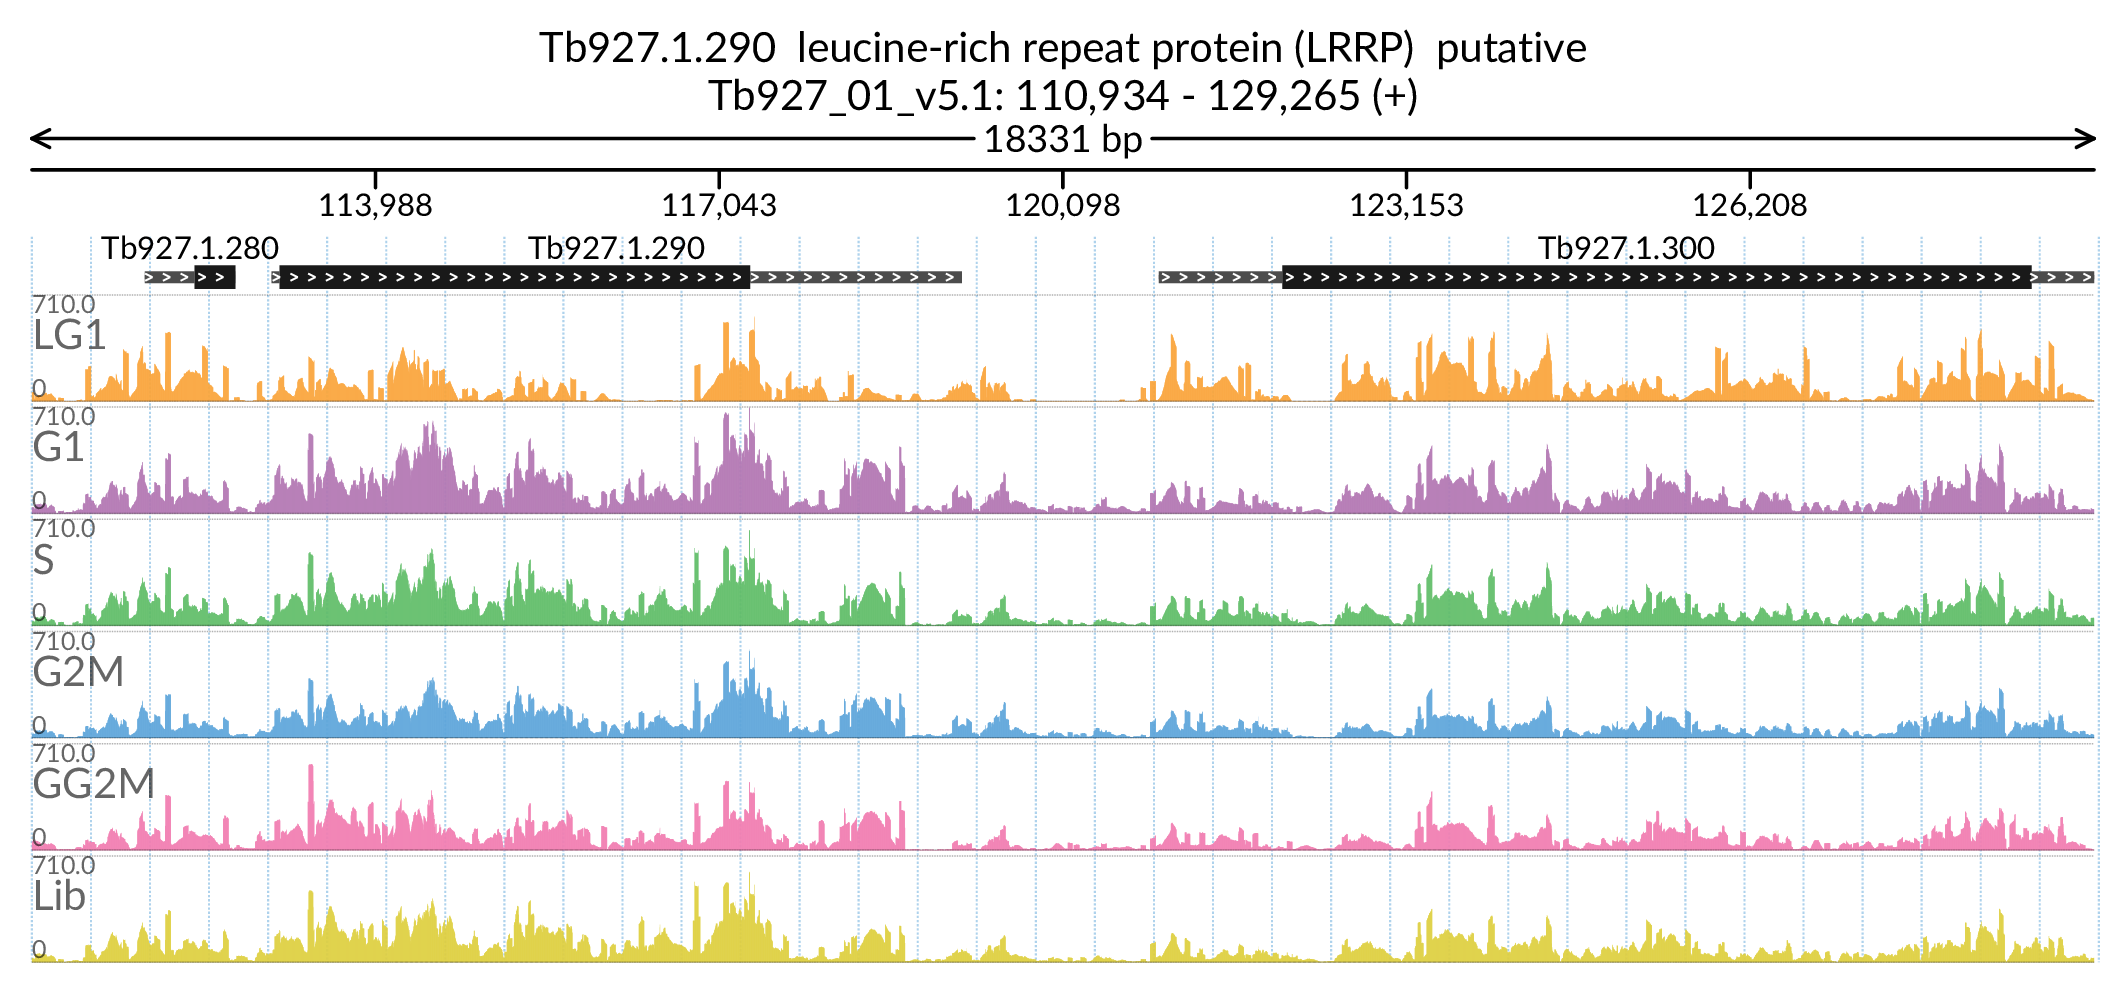 Tb927.1.290  leucine-rich repeat protein (LRRP)  putative
Tb927_01_v5.1: 110,934 - 129,265 (+)
18331 bp
113,988 117,043 120,098 123,153 126,208
Tb927.1.280 Tb927.1.290 Tb927.1.300
710.0
LG1
0
710.0
G1
0
710.0
S
0
710.0
G2M
0
710.0
GG2M
0
710.0
Lib
0